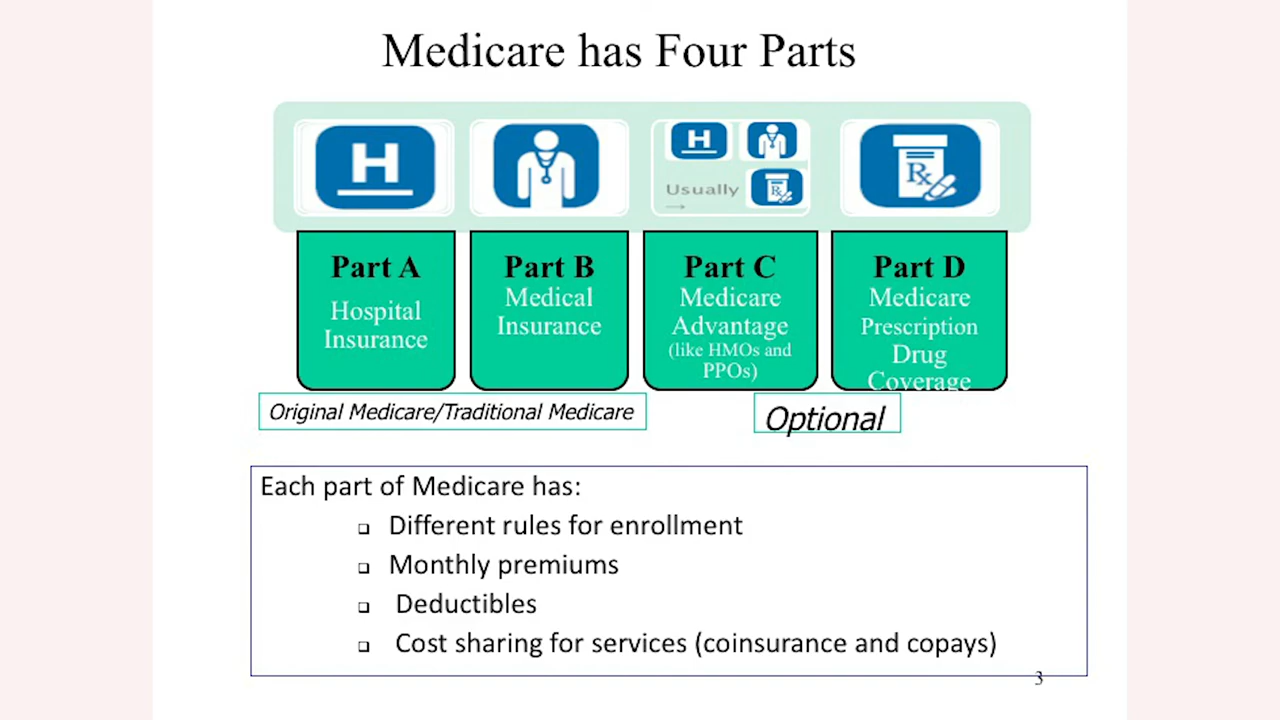 Medicare has Four Parts
H
H
Usually
→
Rx
Rx
Part A
Hospital
Insurance
Part B
Medical
Insurance
Part C
Medicare
Advantage
(like HMOs and
PPOs)
Part D
Medicare
Prescription
Drug
Coverage
Original Medicare/Traditional Medicare
Optional
Each part of Medicare has:
❑ Different rules for enrollment
❑ Monthly premiums
❑ Deductibles
❑ Cost sharing for services (coinsurance and copays)
3